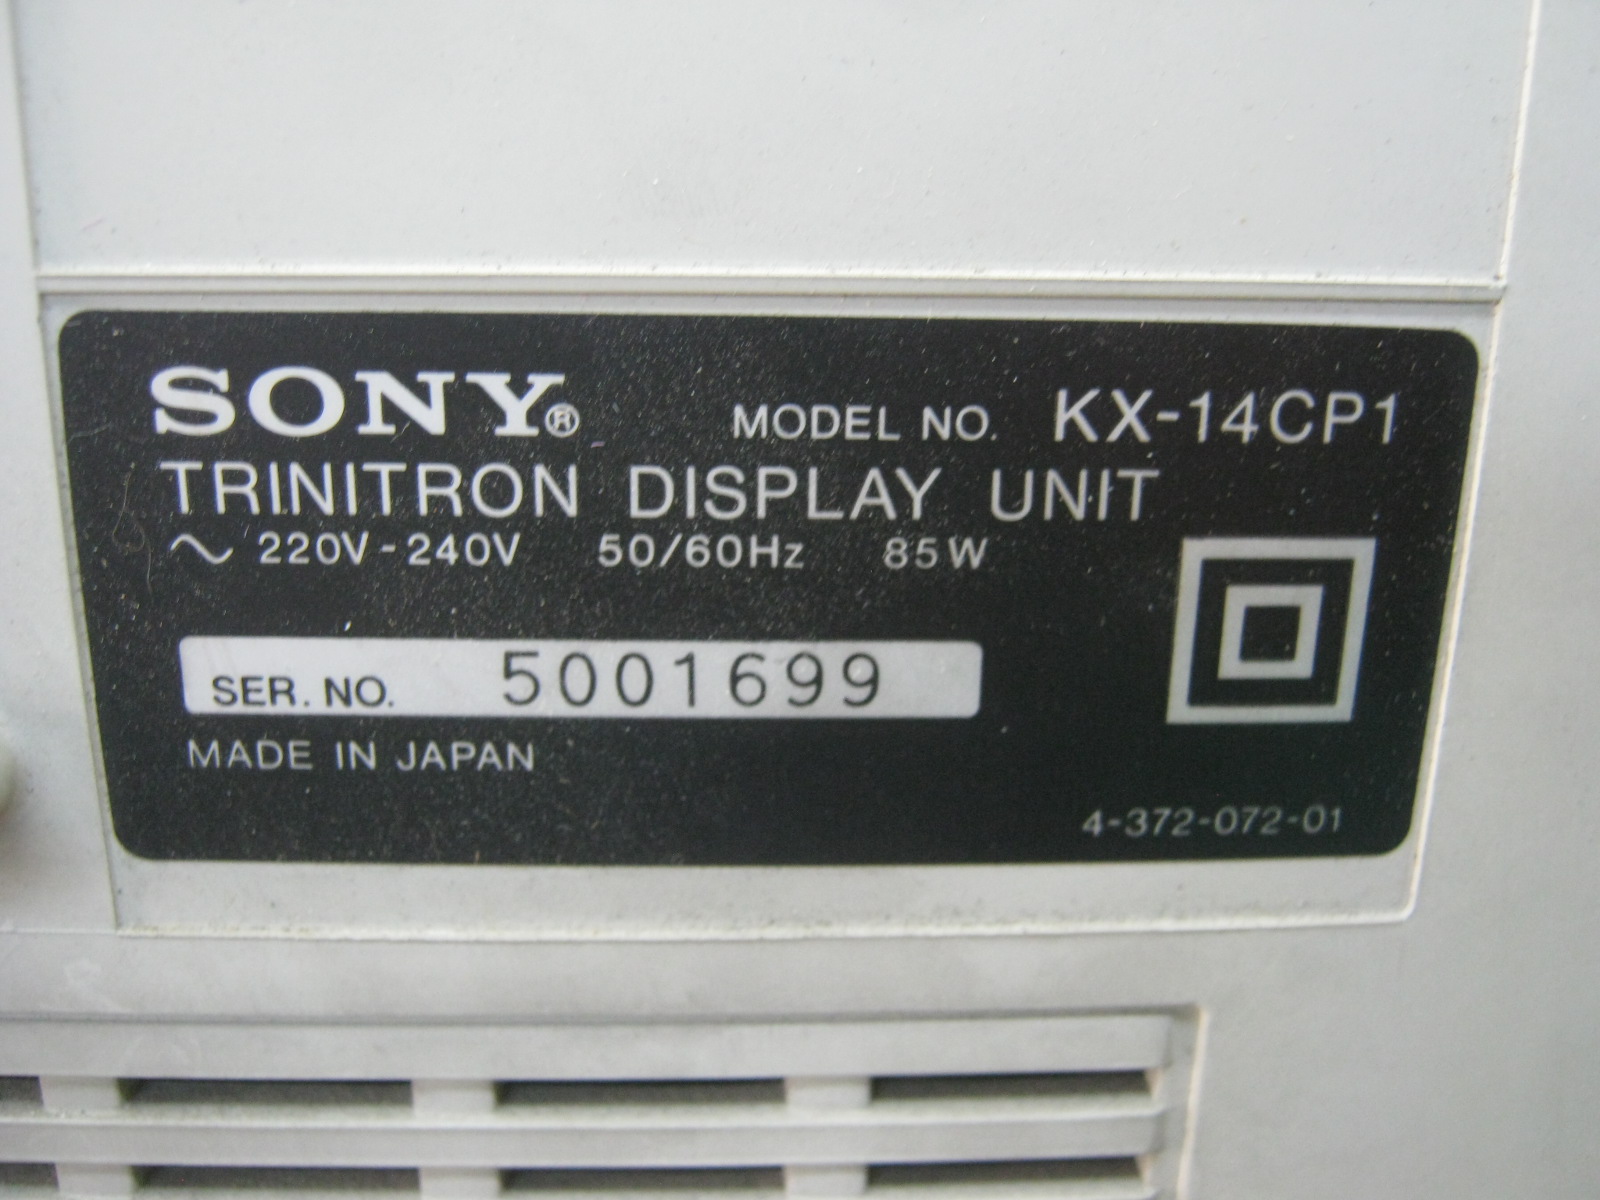 SONY® MODEL NO. KX-14CP1
TRINITRON DISPLAY UNIT
~ 220V-240V 50/60Hz 85W
SER. NO. 5001699
MADE IN JAPAN
4-372-072-01